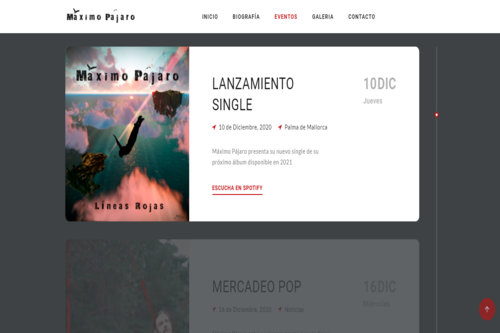 Máximo Pájaro
INICIO BIOGRAFÍA EVENTOS GALERIA CONTACTO
Máximo Pájaro
Líneas Rojas
LANZAMIENTO
SINGLE
10 de Diciembre, 2020 Palma de Mallorca
Máximo Pájaro presenta su nuevo single de su
próximo álbum disponible en 2021
ESCUCHA EN SPOTIFY
10DIC
Jueves
MERCADEO POP
16 de Diciembre, 2020 Noticias
16DIC
Miércoles